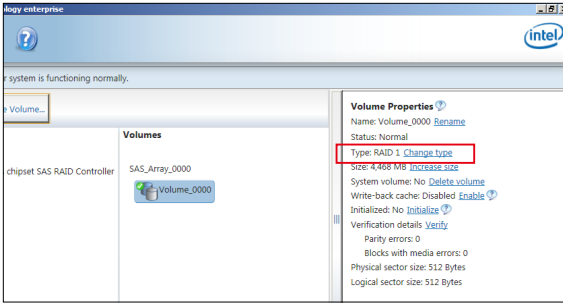 ology enterprise
?
intel
r system is functioning normally.
e Volume...
Volumes
chipset SAS RAID Controller
SAS_Array_0000
Volume_0000
Volume Properties ?
Name: Volume_0000 Rename
Status: Normal
Type: RAID 1 Change type
Size: 4,468 MB Increase size
System volume: No Delete volume
Write-back cache: Disabled Enable ?
Initialized: No Initialize ?
Verification details Verify
Parity errors: 0
Blocks with media errors: 0
Physical sector size: 512 Bytes
Logical sector size: 512 Bytes